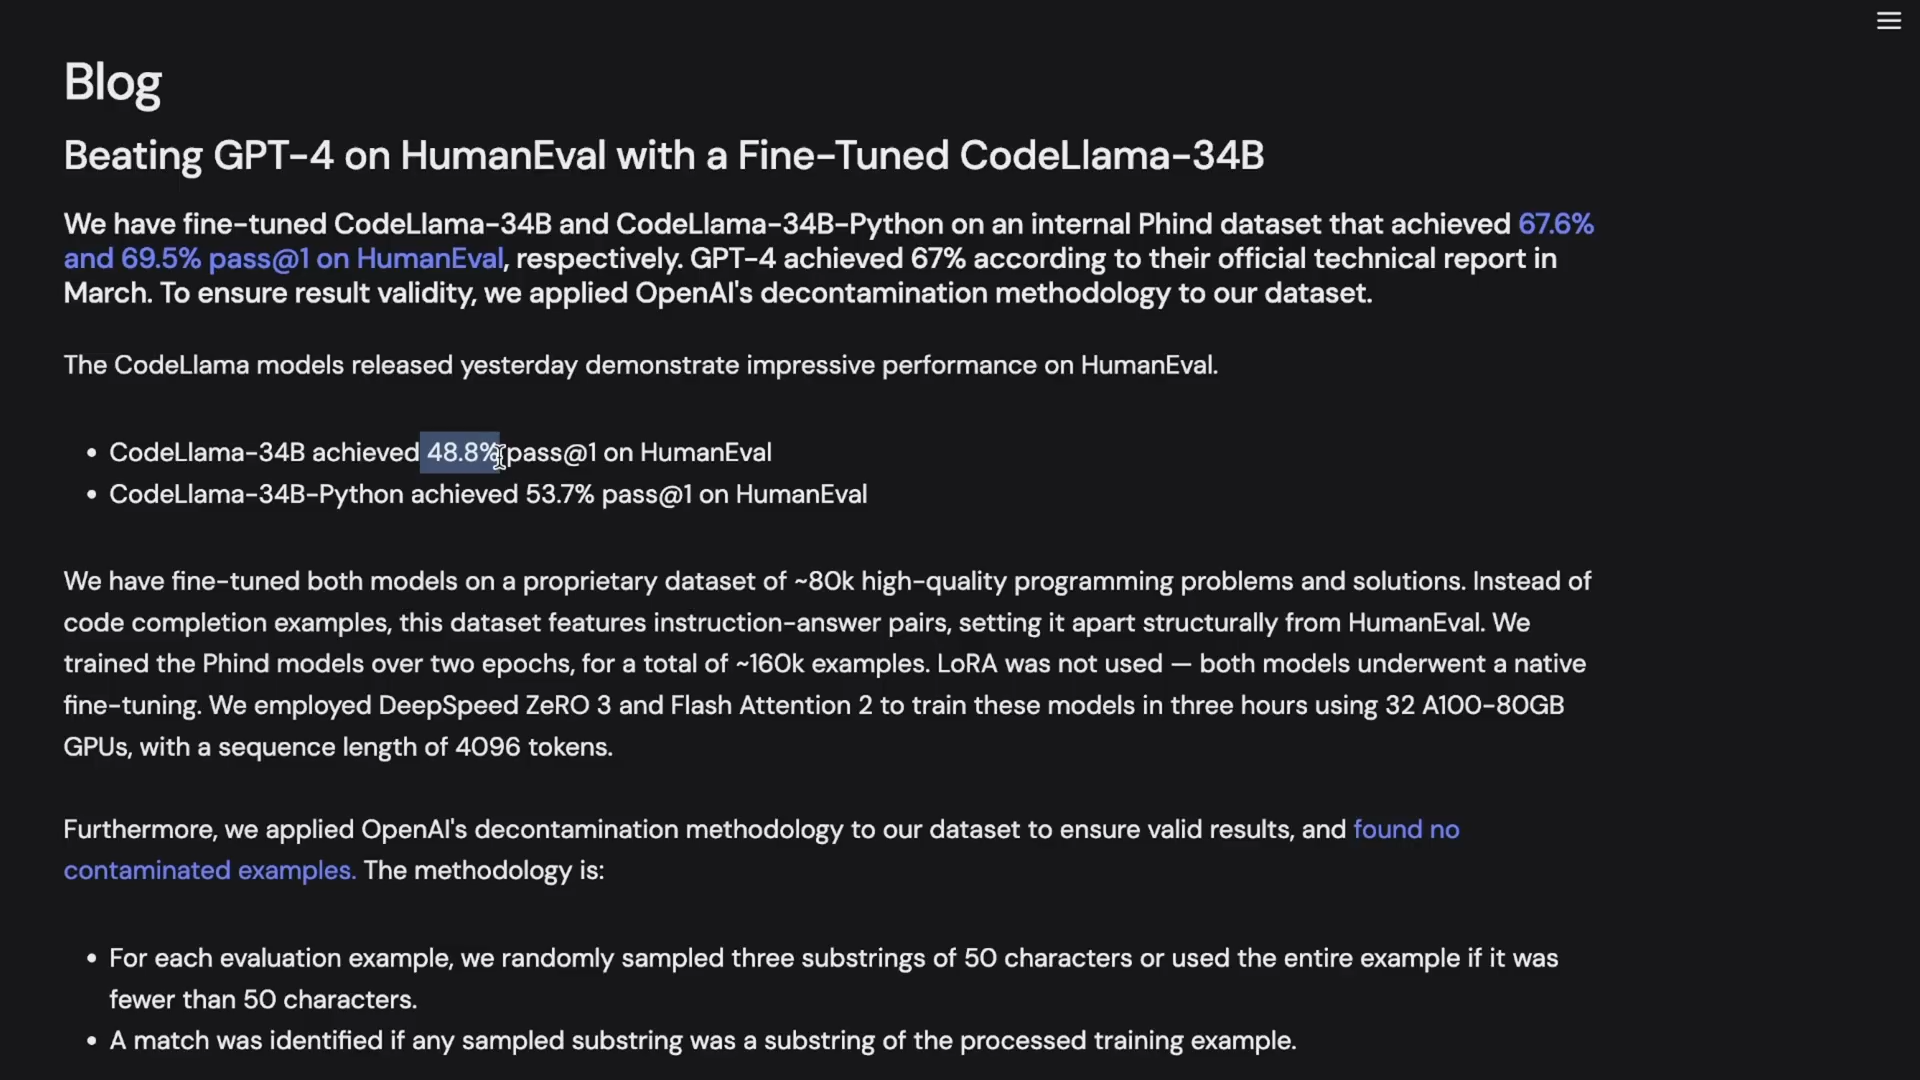 Blog
Beating GPT-4 on HumanEval with a Fine-Tuned CodeLlama-34B
We have fine-tuned CodeLlama-34B and CodeLlama-34B-Python on an internal Phind dataset that achieved 67.6%
and 69.5% pass@1 on HumanEval, respectively. GPT-4 achieved 67% according to their official technical report in
March. To ensure result validity, we applied OpenAI's decontamination methodology to our dataset.
The CodeLlama models released yesterday demonstrate impressive performance on HumanEval.
• CodeLlama-34B achieved 48.8% pass@1 on HumanEval
• CodeLlama-34B-Python achieved 53.7% pass@1 on HumanEval
We have fine-tuned both models on a proprietary dataset of ~80k high-quality programming problems and solutions. Instead of
code completion examples, this dataset features instruction-answer pairs, setting it apart structurally from HumanEval. We
trained the Phind models over two epochs, for a total of ~160k examples. LoRA was not used — both models underwent a native
fine-tuning. We employed DeepSpeed ZeRO 3 and Flash Attention 2 to train these models in three hours using 32 A100-80GB
GPUs, with a sequence length of 4096 tokens.
Furthermore, we applied OpenAI's decontamination methodology to our dataset to ensure valid results, and found no
contaminated examples. The methodology is:
• For each evaluation example, we randomly sampled three substrings of 50 characters or used the entire example if it was
fewer than 50 characters.
• A match was identified if any sampled substring was a substring of the processed training example.